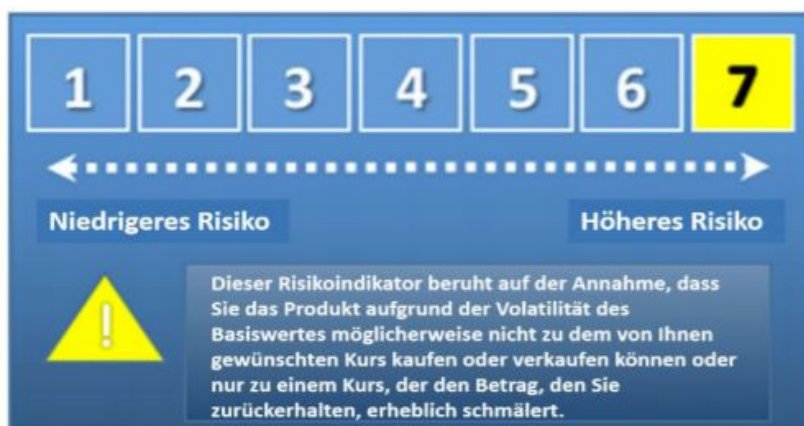 1 2 3 4 5 6 7
Niedrigeres Risiko Höheres Risiko
!
Dieser Risikoindikator beruht auf der Annahme, dass
Sie das Produkt aufgrund der Volatilität des
Basiswertes möglicherweise nicht zu dem von Ihnen
gewünschten Kurs kaufen oder verkaufen können oder
nur zu einem Kurs, der den Betrag, den Sie
zurückerhalten, erheblich schmälert.